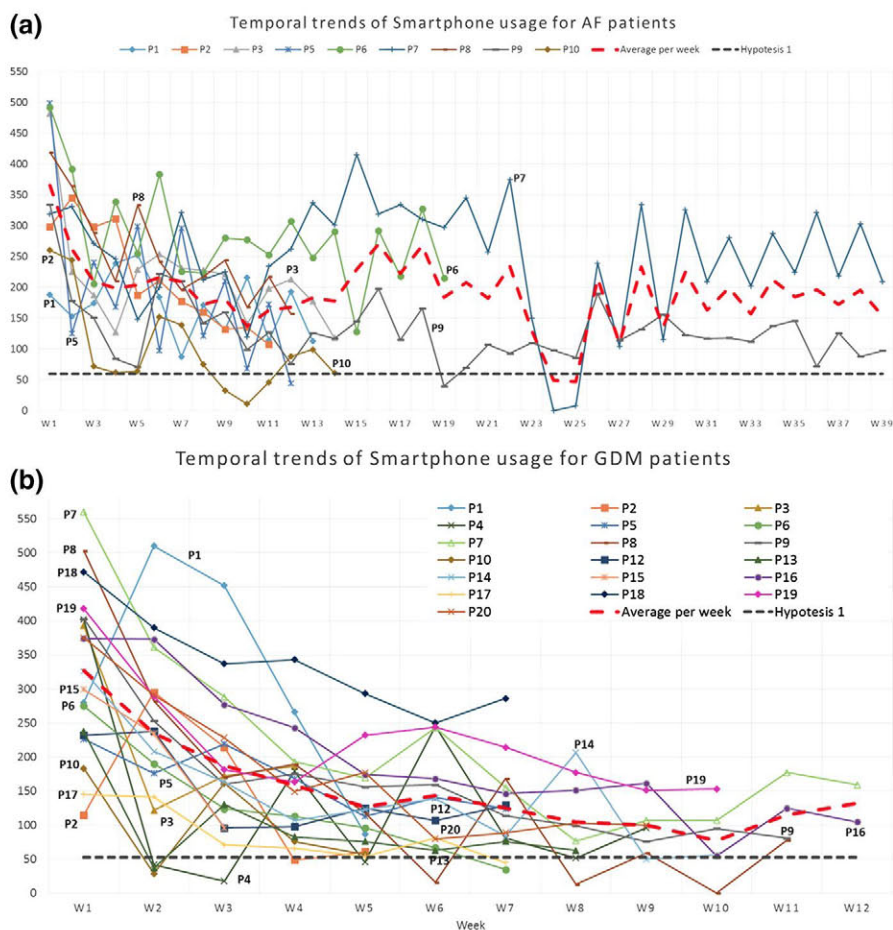 (a)
Temporal trends of Smartphone usage for AF patients
P1 P2 P3 P5 P6 P7 P8 P9 P10 Average per week Hypotesis 1
550
500
450
400
350
300
250
200
150
100
50
0
P8
P7
P2
P1
P5
P3
P6
P9
P10
W1 W3 W5 W7 W9 W11 W13 W15 W17 W19 W21 W23 W25 W27 W29 W31 W33 W35 W37 W39
(b)
Temporal trends of Smartphone usage for GDM patients
P1 P2 P3
P4 P5 P6
P7 P8 P9
P10 P12 P13
P14 P15 P16
P17 P18 P19
P20 Average per week Hypotesis 1
550
500
450
400
350
300
250
200
150
100
50
0
P7
P8
P1
P18
P19
P15
P6
P10
P17
P2
P5
P3
P4
P14
P12
P20
P13
P19
P9
P16
W1 W2 W3 W4 W5 W6 W7 W8 W9 W10 W11 W12
Week